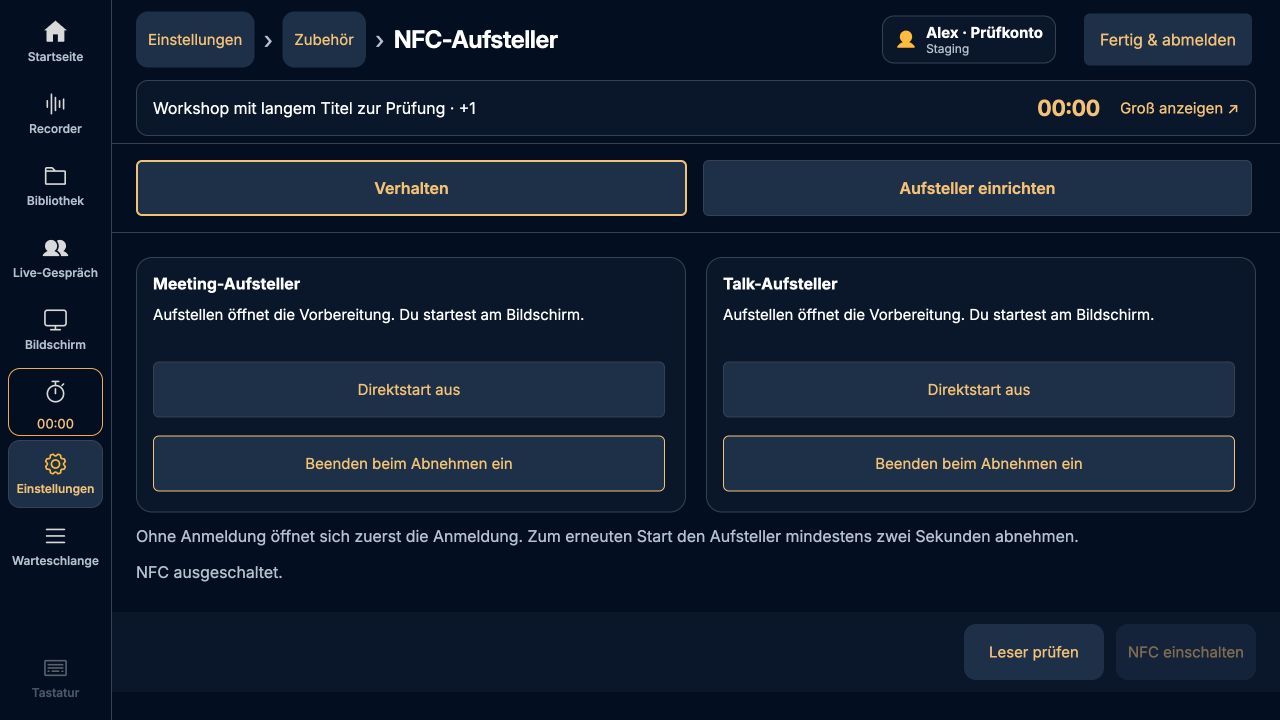 Startseite
Recorder
Bibliothek
Live-Gespräch
Bildschirm
00:00
Einstellungen
Warteschlange
Tastatur
Einstellungen › Zubehör › NFC-Aufsteller
Alex · Prüfkonto
Staging
Fertig & abmelden
Workshop mit langem Titel zur Prüfung · +1
00:00
Groß anzeigen ↗
Verhalten
Aufsteller einrichten
Meeting-Aufsteller
Aufstellen öffnet die Vorbereitung. Du startest am Bildschirm.
Direktstart aus
Beenden beim Abnehmen ein
Talk-Aufsteller
Aufstellen öffnet die Vorbereitung. Du startest am Bildschirm.
Direktstart aus
Beenden beim Abnehmen ein
Ohne Anmeldung öffnet sich zuerst die Anmeldung. Zum erneuten Start den Aufsteller mindestens zwei Sekunden abnehmen.
NFC ausgeschaltet.
Leser prüfen
NFC einschalten